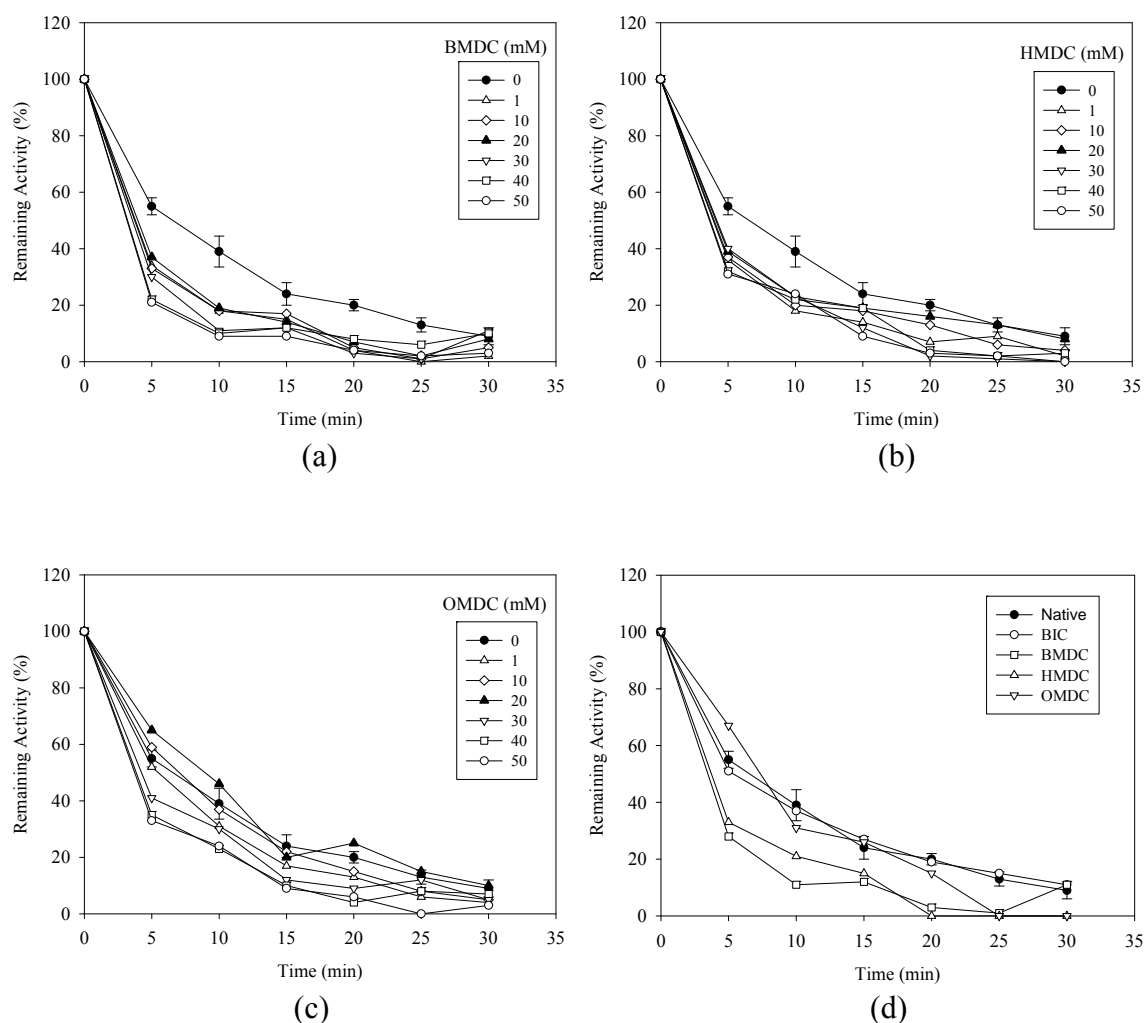 120
100
80
60
40
20
0
Remaining Activity (%)
BMDC (mM)
0
1
10
20
30
40
50
0 5 10 15 20 25 30 35
Time (min)
(a)
120
100
80
60
40
20
0
Remaining Activity (%)
HMDC (mM)
0
1
10
20
30
40
50
0 5 10 15 20 25 30 35
Time (min)
(b)
120
100
80
60
40
20
0
Remaining Activity (%)
OMDC (mM)
0
1
10
20
30
40
50
0 5 10 15 20 25 30 35
Time (min)
(c)
120
100
80
60
40
20
0
Remaining Activity (%)
Native
BIC
BMDC
HMDC
OMDC
0 5 10 15 20 25 30 35
Time (min)
(d)